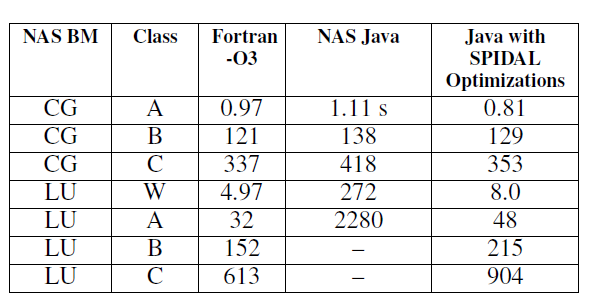 NAS BM Class Fortran -O3 NAS Java Java with SPIDAL Optimizations
CG A 0.97 1.11 s 0.81
CG B 121 138 129
CG C 337 418 353
LU W 4.97 272 8.0
LU A 32 2280 48
LU B 152 – 215
LU C 613 – 904